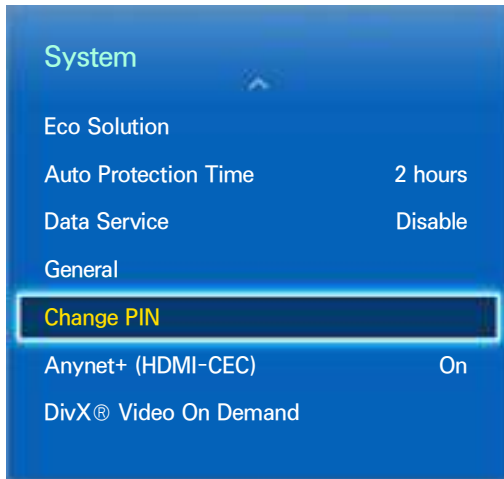 System
Eco Solution
Auto Protection Time 2 hours
Data Service Disable
General
Change PIN
Anynet+ (HDMI-CEC) On
DivX® Video On Demand